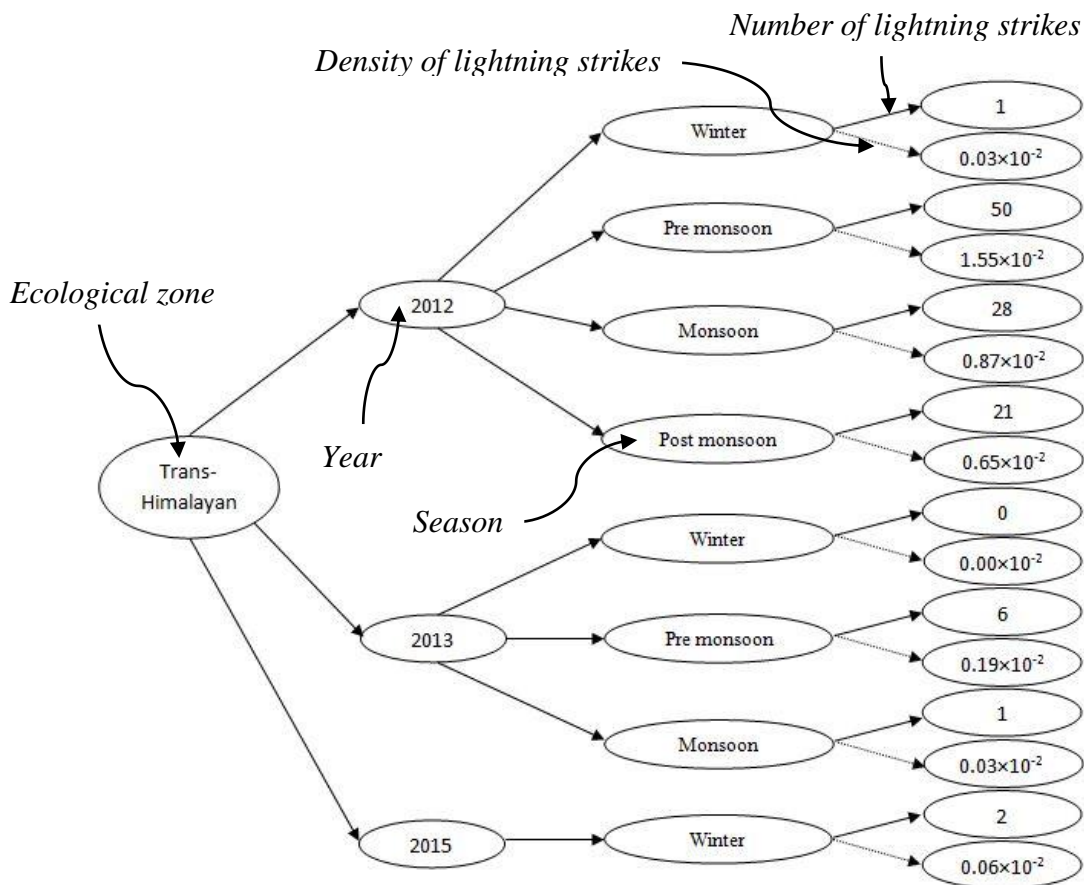 Number of lightning strikes
Density of lightning strikes
1
Winter
0.03×10⁻²
50
Pre monsoon
1.55×10⁻²
Ecological zone
2012
28
Monsoon
0.87×10⁻²
21
Post monsoon
0.65×10⁻²
Year
Trans-
Himalayan
Season
0
Winter
0.00×10⁻²
6
2013
Pre monsoon
0.19×10⁻²
1
Monsoon
0.03×10⁻²
2
2015
Winter
0.06×10⁻²